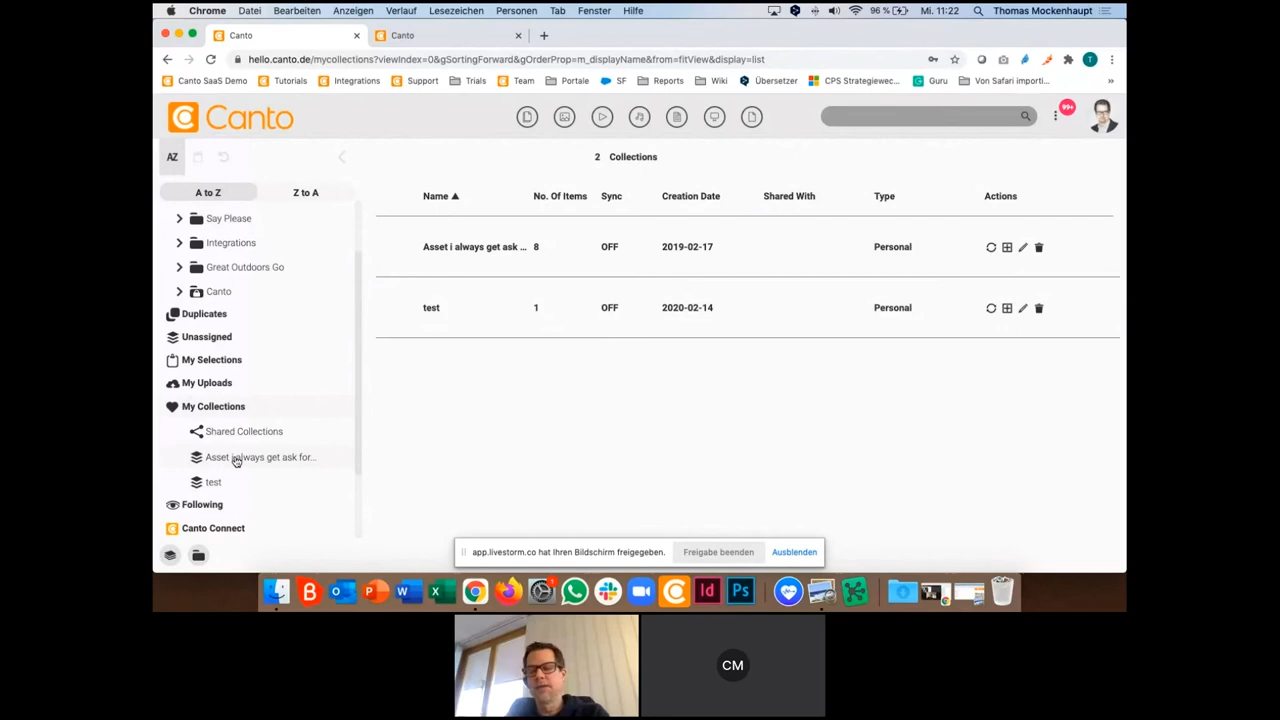 Chrome Datei Bearbeiten Anzeigen Verlauf Lesezeichen Personen Tab Fenster Hilfe 96 % Mi. 11:22 Thomas Mockenhaupt
Canto Canto
hello.canto.de/mycollections?viewIndex=0&gSortingForward&gOrderProp=m_displayName&from=fitView&display=list
Canto SaaS Demo Tutorials Integrations Support Trials Team Portale SF Reports Wiki Übersetzer CPS Strategiewec... Guru Von Safari importi... »
Canto 99+
AZ 2 Collections
A to Z Z to A
Name No. Of Items Sync Creation Date Shared With Type Actions
Say Please
Integrations
Asset i always get ask ... 8 OFF 2019-02-17 Personal
Great Outdoors Go
Canto
test 1 OFF 2020-02-14 Personal
Duplicates
Unassigned
My Selections
My Uploads
My Collections
Shared Collections
Asset i always get ask for...
test
Following
Canto Connect
app.livestorm.co hat Ihren Bildschirm freigegeben. Freigabe beenden Ausblenden
Id Ps
CM